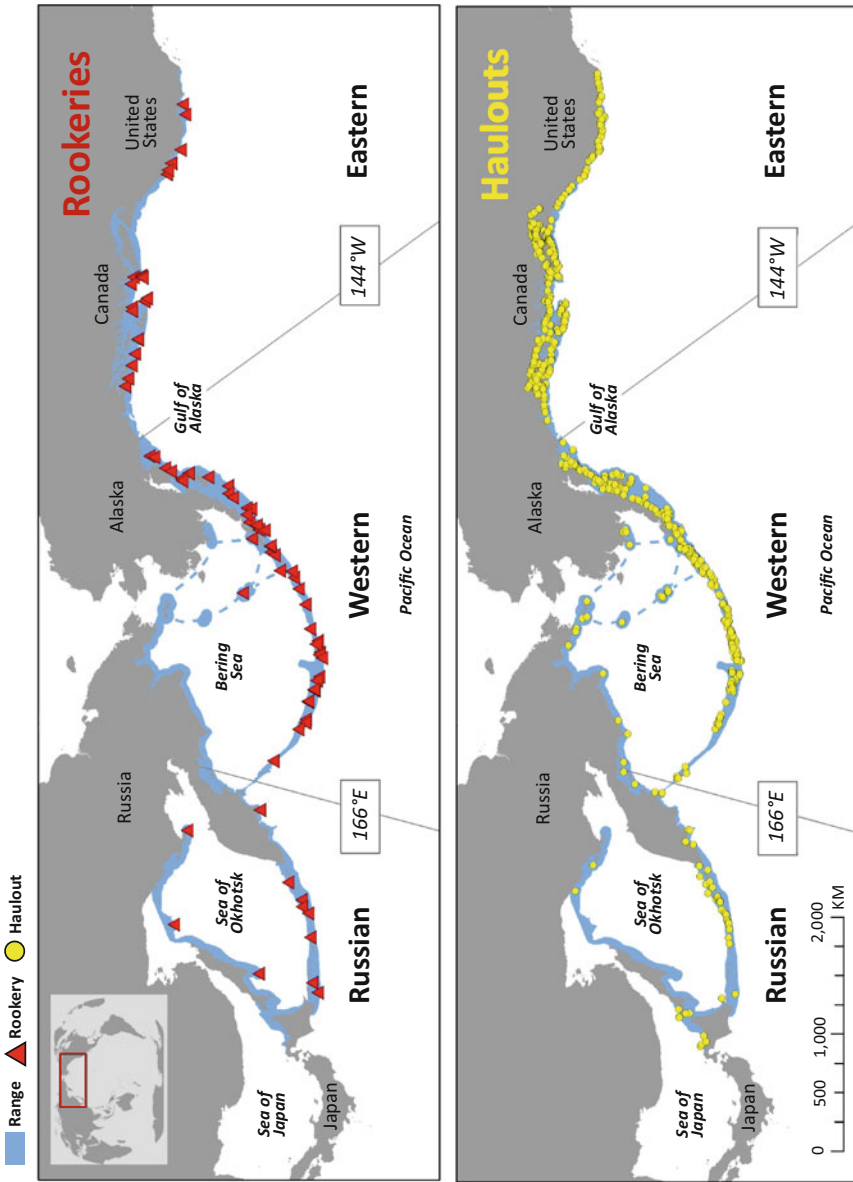 Range
Rookery
Haulout
Rookeries
Russia
Alaska
Canada
United
States
Sea of
Japan
Japan
Sea of
Okhotsk
Bering
Sea
Gulf of
Alaska
Russian
166°E
Western
Pacific Ocean
144°W
Eastern
Haulouts
Russia
Alaska
Canada
United
States
Sea of
Japan
Japan
Sea of
Okhotsk
Bering
Sea
Gulf of
Alaska
Russian
166°E
Western
Pacific Ocean
144°W
Eastern
0 500 1,000 2,000
KM